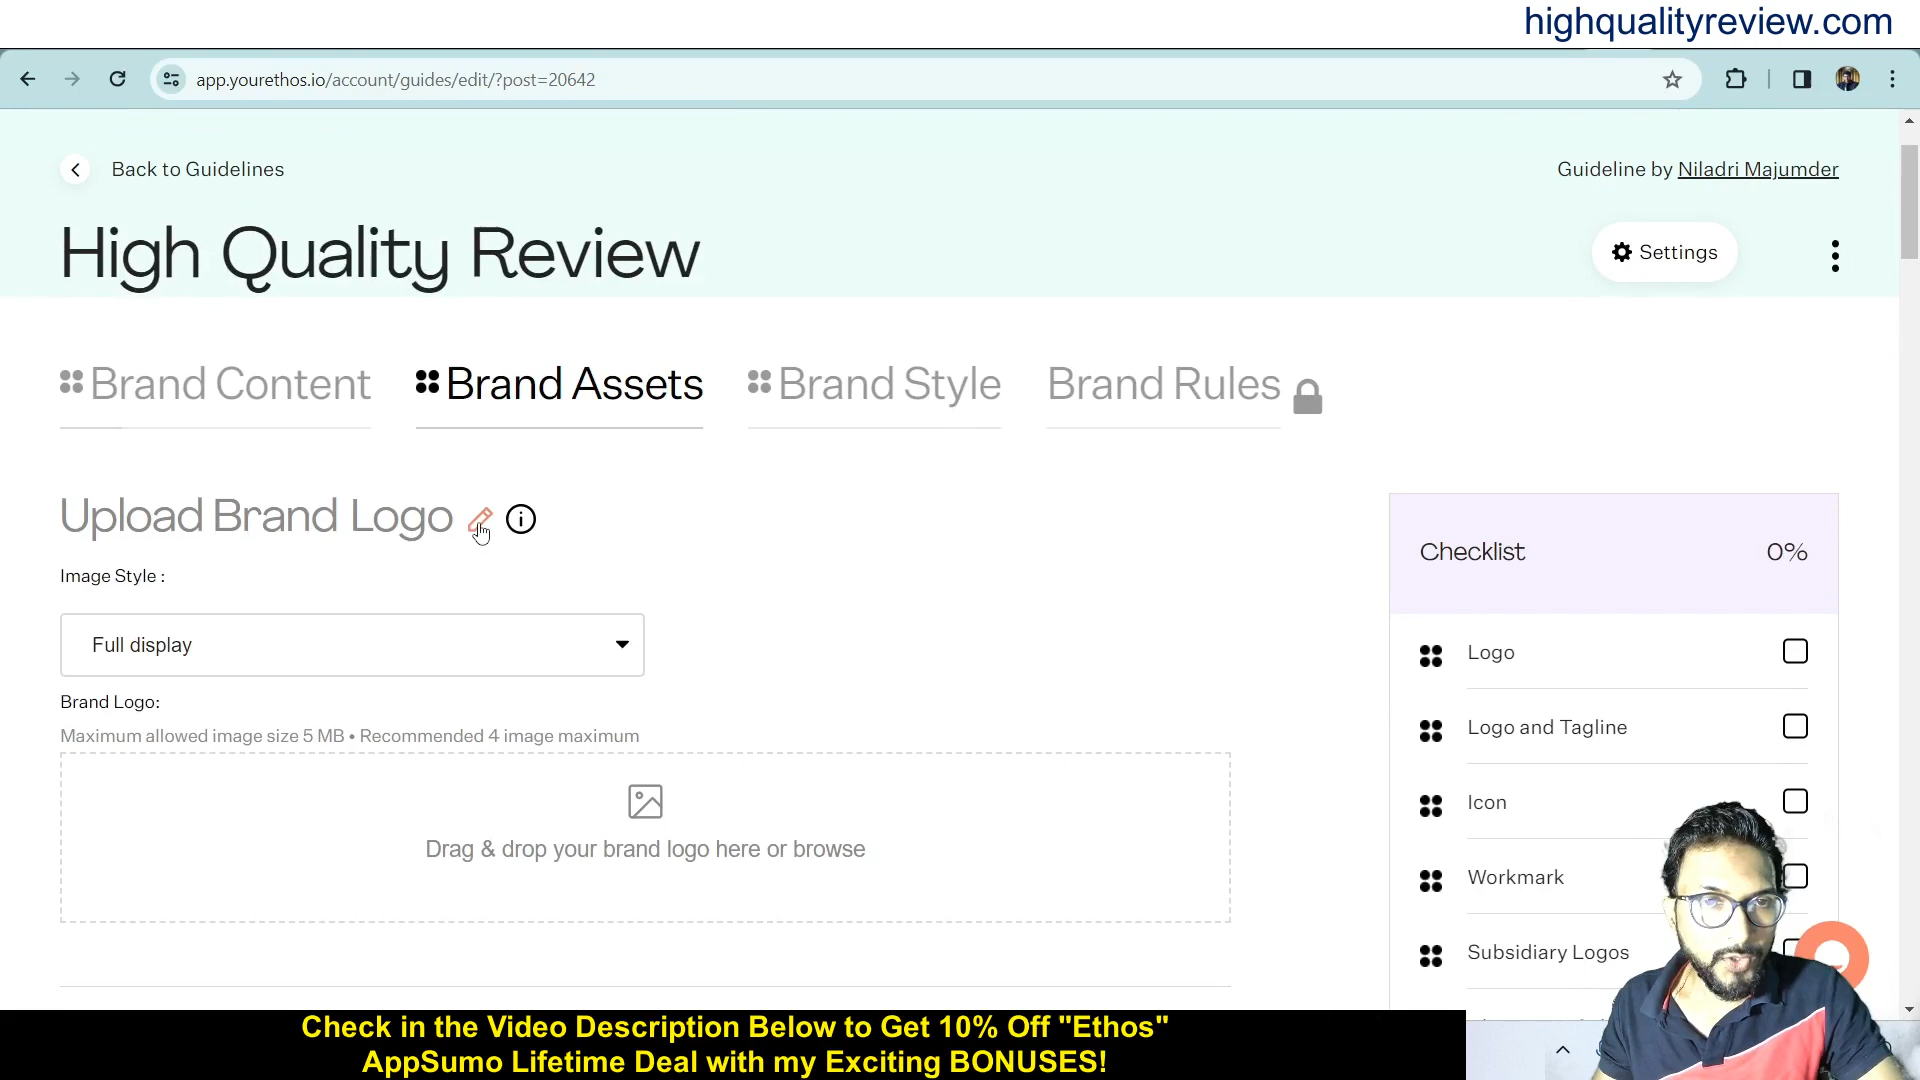 highqualityreview.com
app.yourethos.io/account/guides/edit/?post=20642
Back to Guidelines
Guideline by Niladri Majumder
High Quality Review
Settings
Brand Content
Brand Assets
Brand Style
Brand Rules
Upload Brand Logo
Image Style :
Full display
Brand Logo:
Maximum allowed image size 5 MB • Recommended 4 image maximum
Drag & drop your brand logo here or browse
Checklist 0%
Logo
Logo and Tagline
Icon
Workmark
Subsidiary Logos
Check in the Video Description Below to Get 10% Off "Ethos"
AppSumo Lifetime Deal with my Exciting BONUSES!